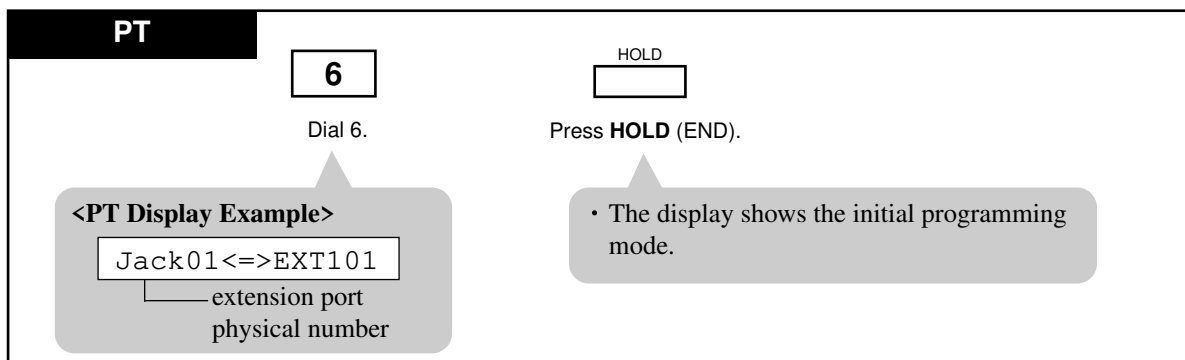 PT
6
HOLD
Dial 6.
Press HOLD (END).
<PT Display Example>
Jack01<=>EXT101
extension port
physical number
• The display shows the initial programming
mode.